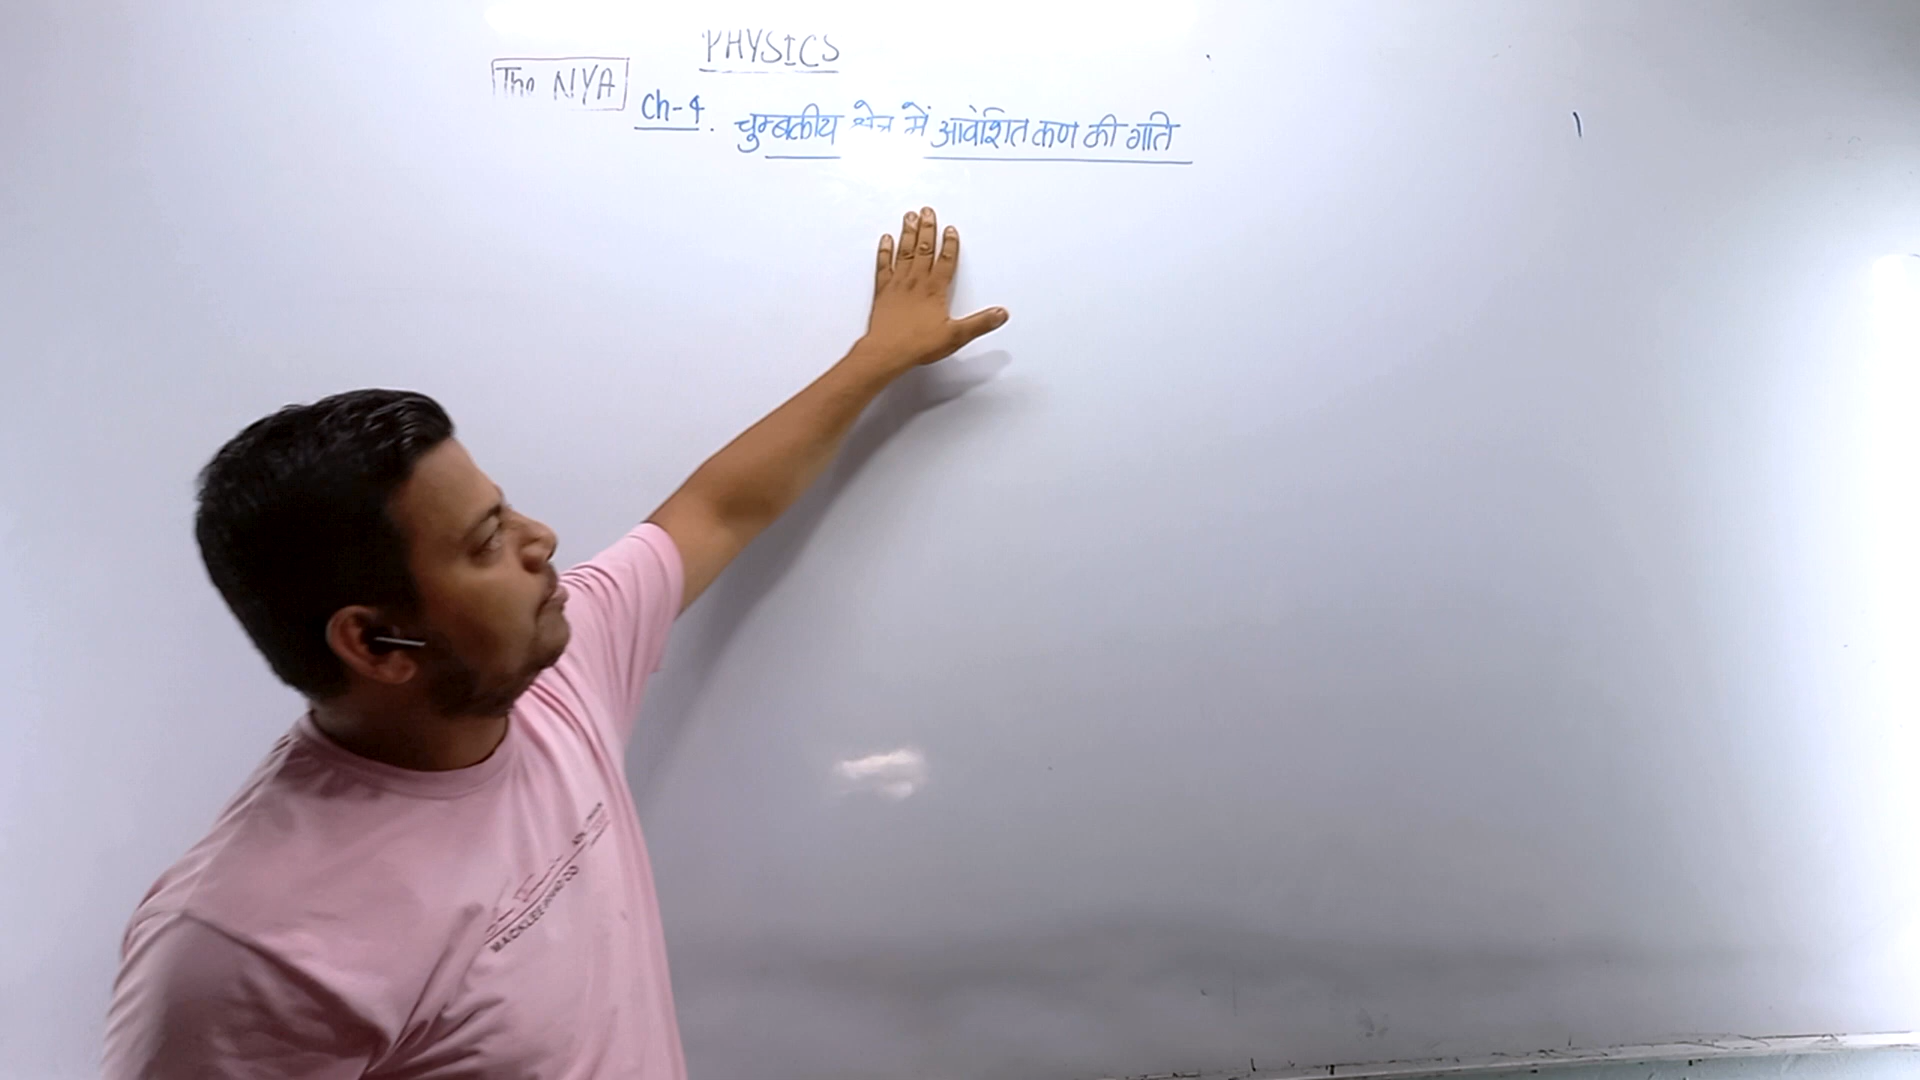 PHYSICS
The NYA
Ch-4. चुम्बकीय क्षेत्र में आवेशित कण की गति